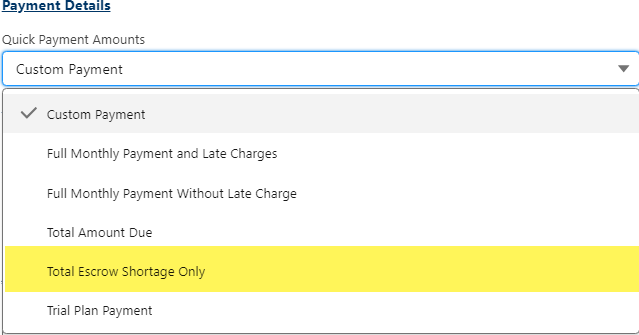 Payment Details
Quick Payment Amounts
Custom Payment
Custom Payment
Full Monthly Payment and Late Charges
Full Monthly Payment Without Late Charge
Total Amount Due
Total Escrow Shortage Only
Trial Plan Payment